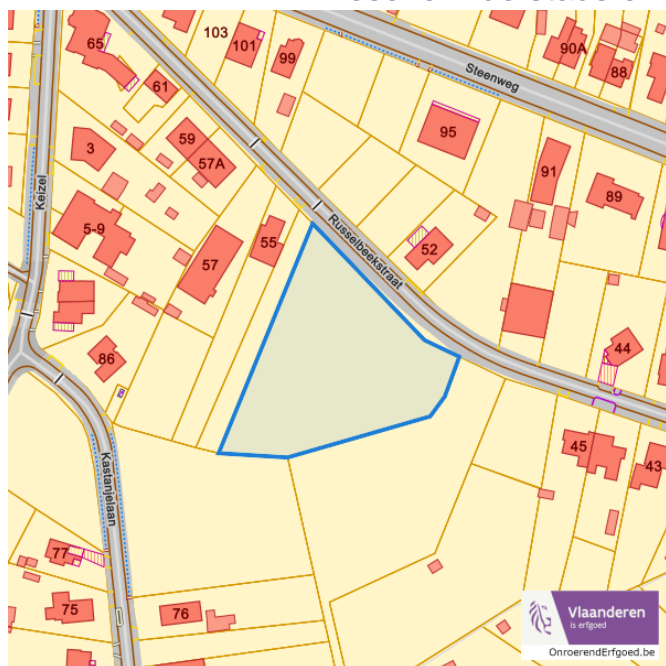 103
65
101
99
90A
88
Steenweg
61
59
57A
95
3
91
89
Keizel
5-9
Russelbeekstraat
55
52
57
86
44
45
43
Kastanjelaan
77
75
76
Vlaanderen
is erfgoed
OnroerendErfgoed.be